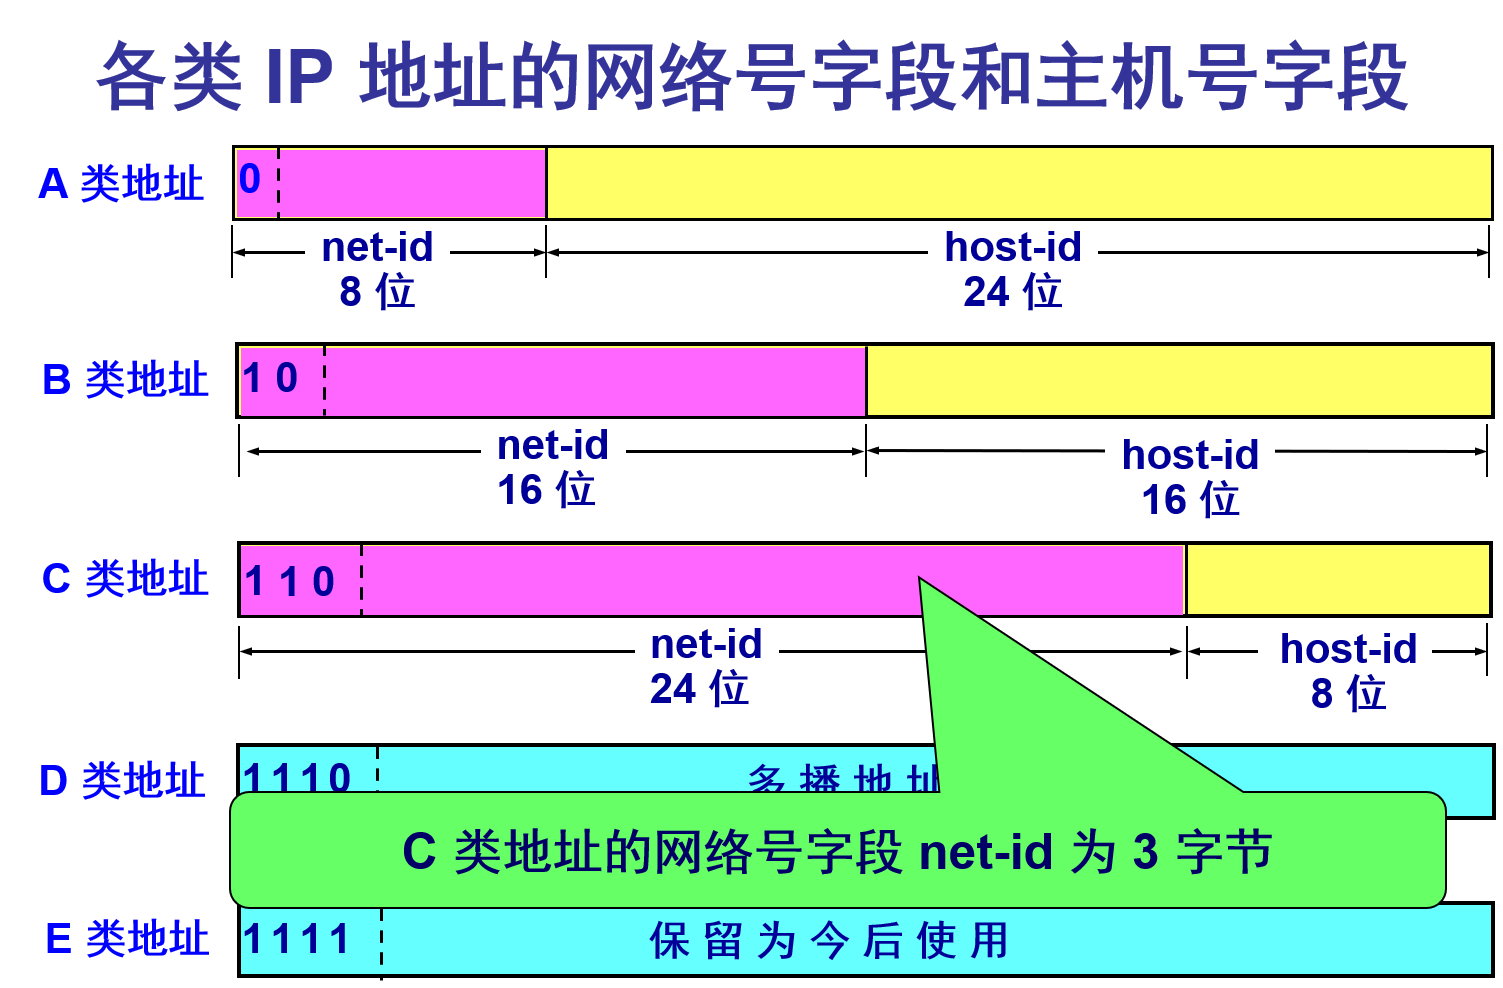 各类 IP 地址的网络号字段和主机号字段
A 类地址
0
net-id
8 位
host-id
24 位
B 类地址
1 0
net-id
16 位
host-id
16 位
C 类地址
1 1 0
net-id
24 位
host-id
8 位
D 类地址
1 1 1 0
多 播 地 址
C 类地址的网络号字段 net-id 为 3 字节
E 类地址
1 1 1 1
保 留 为 今 后 使 用